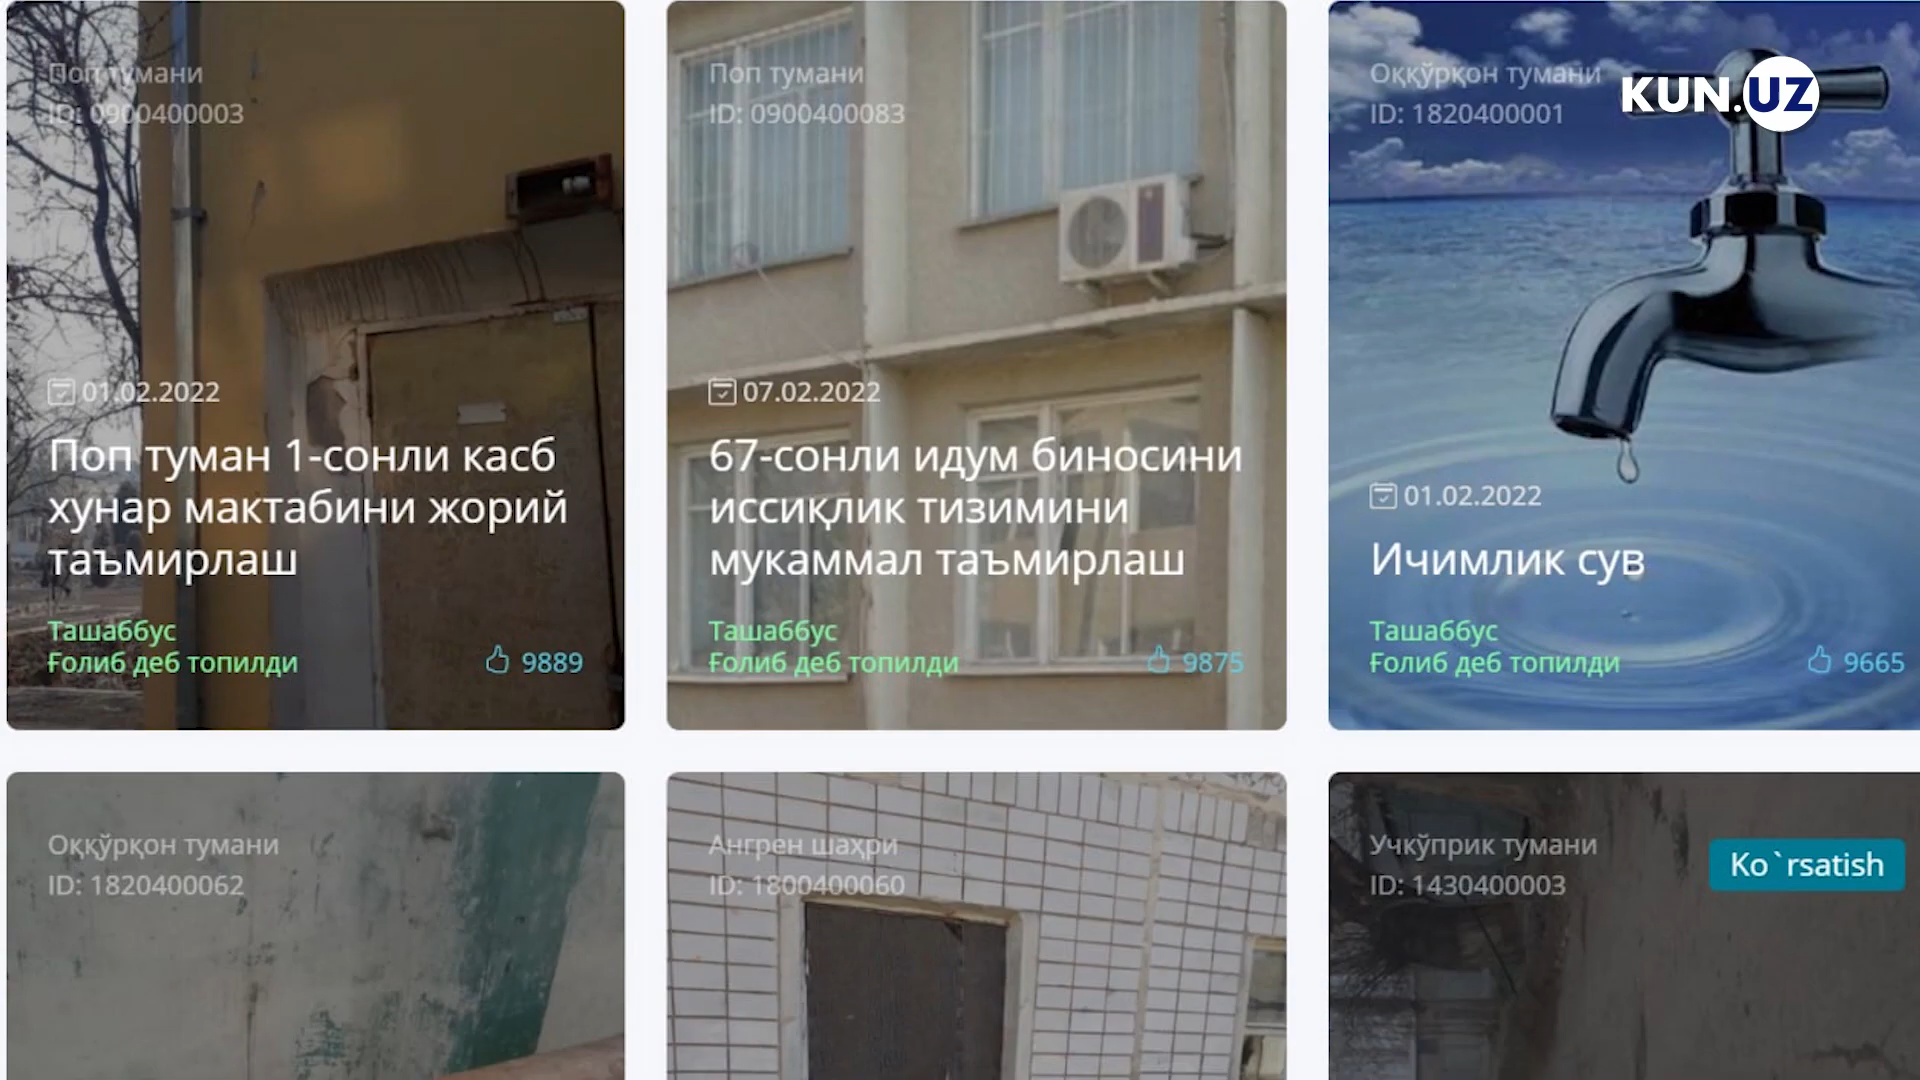 Поп тумани
ID: 0900400003
01.02.2022
Поп туман 1-сонли касб
хунар мактабини жорий
таъмирлаш
Ташаббус
Ғолиб деб топилди
9889
Поп тумани
ID: 0900400083
07.02.2022
67-сонли идум биносини
иссиқлик тизимини
мукаммал таъмирлаш
Ташаббус
Ғолиб деб топилди
9875
Оққўрқон тумани
ID: 1820400001
KUN.UZ
01.02.2022
Ичимлик сув
Ташаббус
Ғолиб деб топилди
9665
Оққўрқон тумани
ID: 1820400062
Ангрен шаҳри
ID: 1800400060
Учкўприк тумани
ID: 1430400003
Ko`rsatish